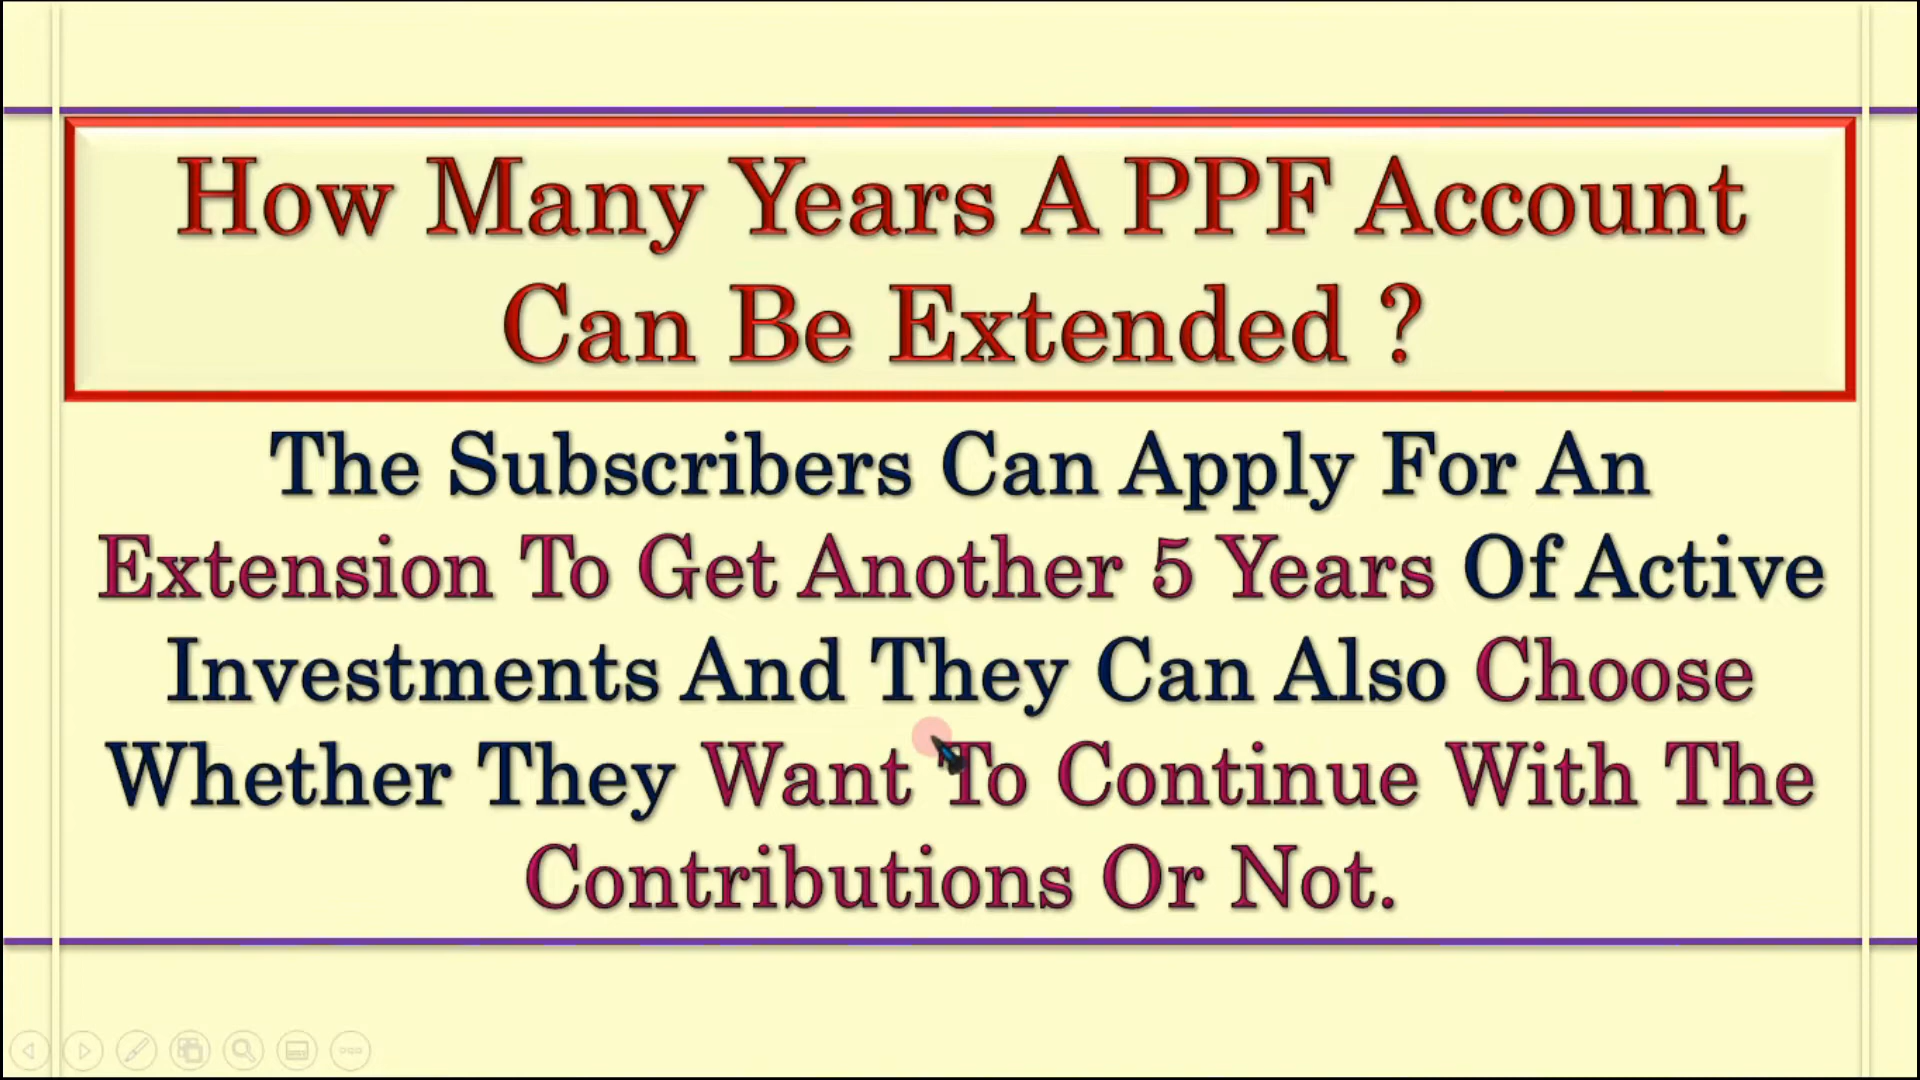 How Many Years A PPF Account
Can Be Extended ?
The Subscribers Can Apply For An
Extension To Get Another 5 Years Of Active
Investments And They Can Also Choose
Whether They Want To Continue With The
Contributions Or Not.